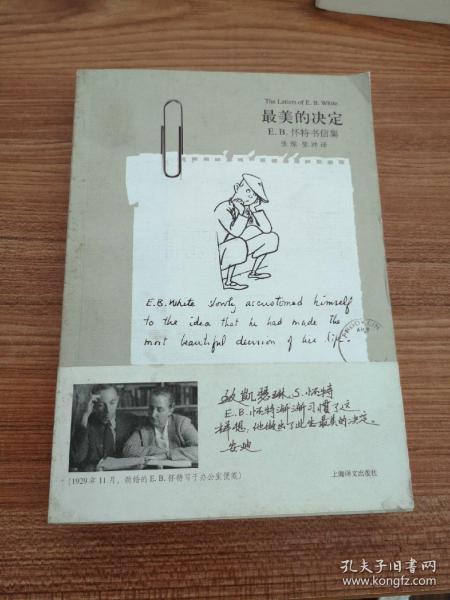 The Letters of E. B. White
最美的决定
E. B. 怀特书信集
张琼 张冲 译
E.B. White slowly accustomed himself
to the idea that he had made the
most beautiful decision of his life.
致凯瑟琳.S.怀特
E.B.怀特渐渐习惯了这
样想,他做出了此生最美的决定。
安迪
(1929年11月,新婚的E.B.怀特写于办公室便笺)
上海译文出版社
孔夫子旧书网
www.kongfz.com